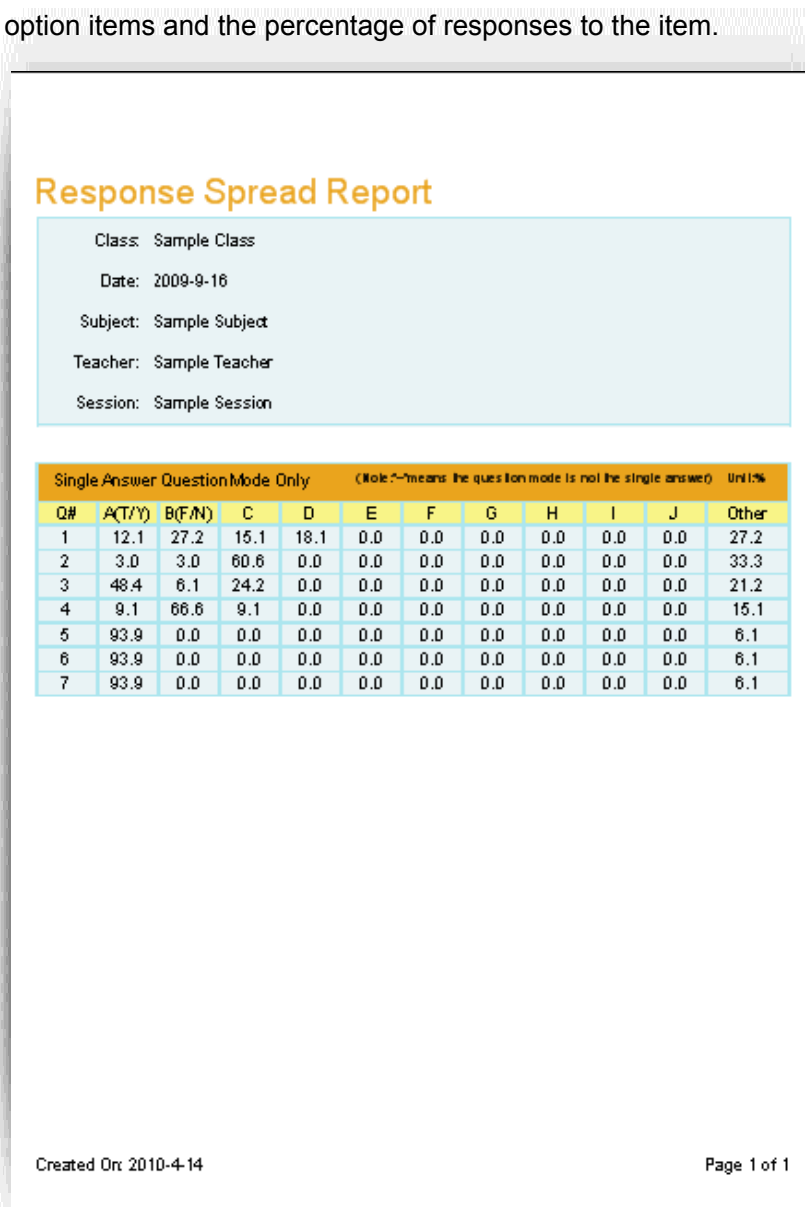 option items and the percentage of responses to the item.
Response Spread Report
Class: Sample Class
Date: 2009-9-16
Subject: Sample Subject
Teacher: Sample Teacher
Session: Sample Session
Single Answer Question Mode Only (Note:"--"means the question mode is not the single answer) Unit:%
Q# A(T/Y) B(F/N) C D E F G H I J Other
1 12.1 27.2 15.1 18.1 0.0 0.0 0.0 0.0 0.0 0.0 27.2
2 3.0 3.0 60.6 0.0 0.0 0.0 0.0 0.0 0.0 0.0 33.3
3 48.4 6.1 24.2 0.0 0.0 0.0 0.0 0.0 0.0 0.0 21.2
4 9.1 66.6 9.1 0.0 0.0 0.0 0.0 0.0 0.0 0.0 15.1
5 93.9 0.0 0.0 0.0 0.0 0.0 0.0 0.0 0.0 0.0 6.1
6 93.9 0.0 0.0 0.0 0.0 0.0 0.0 0.0 0.0 0.0 6.1
7 93.9 0.0 0.0 0.0 0.0 0.0 0.0 0.0 0.0 0.0 6.1
Created On: 2010-4-14 Page 1 of 1